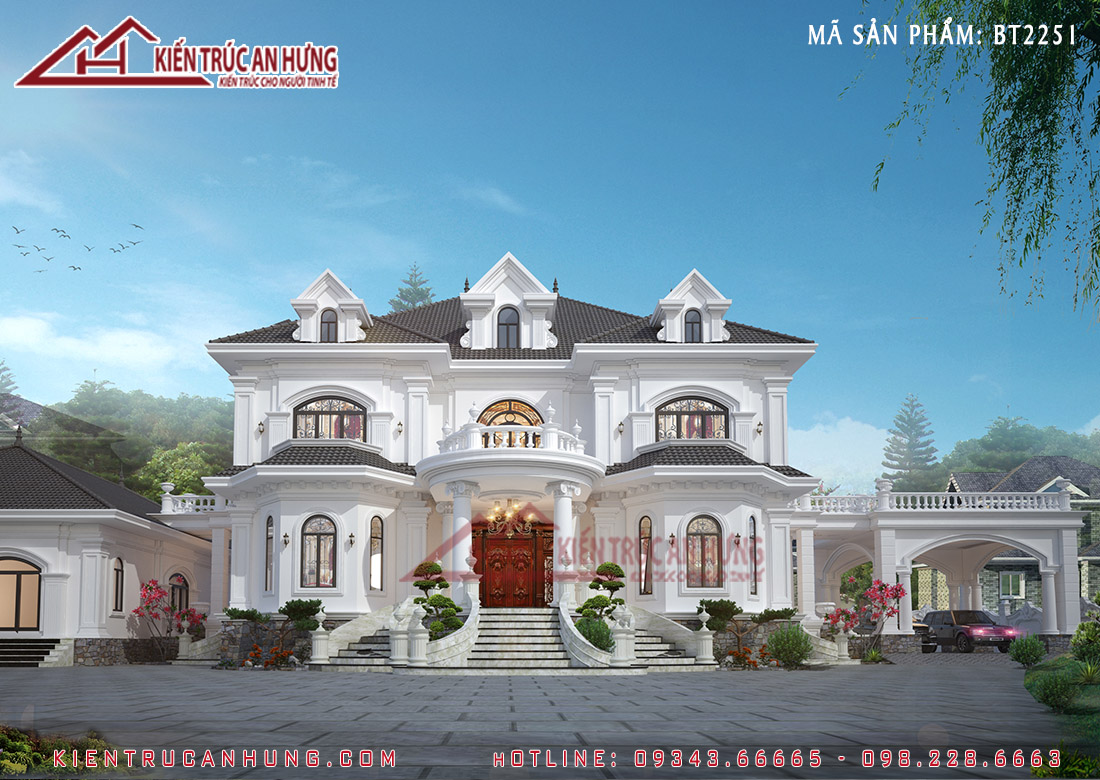 KIẾN TRÚC AN HƯNG
KIẾN TRÚC CHO NGƯỜI TINH TẾ
MÃ SẢN PHẨM: BT2251
KIẾN TRÚC AN HƯNG
KIENTRUCANHUNG.COM
HOTLINE: 09343.66665 - 098.228.6663